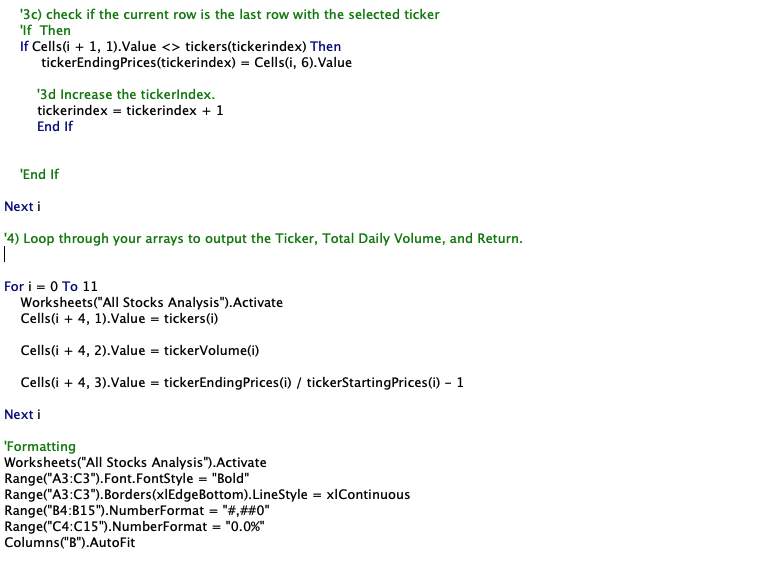 '3c) check if the current row is the last row with the selected ticker
'If  Then
If Cells(i + 1, 1).Value <> tickers(tickerindex) Then
tickerEndingPrices(tickerindex) = Cells(i, 6).Value
'3d Increase the tickerIndex.
tickerindex = tickerindex + 1
End If
'End If
Next i
'4) Loop through your arrays to output the Ticker, Total Daily Volume, and Return.
For i = 0 To 11
Worksheets("All Stocks Analysis").Activate
Cells(i + 4, 1).Value = tickers(i)
Cells(i + 4, 2).Value = tickerVolume(i)
Cells(i + 4, 3).Value = tickerEndingPrices(i) / tickerStartingPrices(i) - 1
Next i
'Formatting
Worksheets("All Stocks Analysis").Activate
Range("A3:C3").Font.FontStyle = "Bold"
Range("A3:C3").Borders(xlEdgeBottom).LineStyle = xlContinuous
Range("B4:B15").NumberFormat = "#,##0"
Range("C4:C15").NumberFormat = "0.0%"
Columns("B").AutoFit